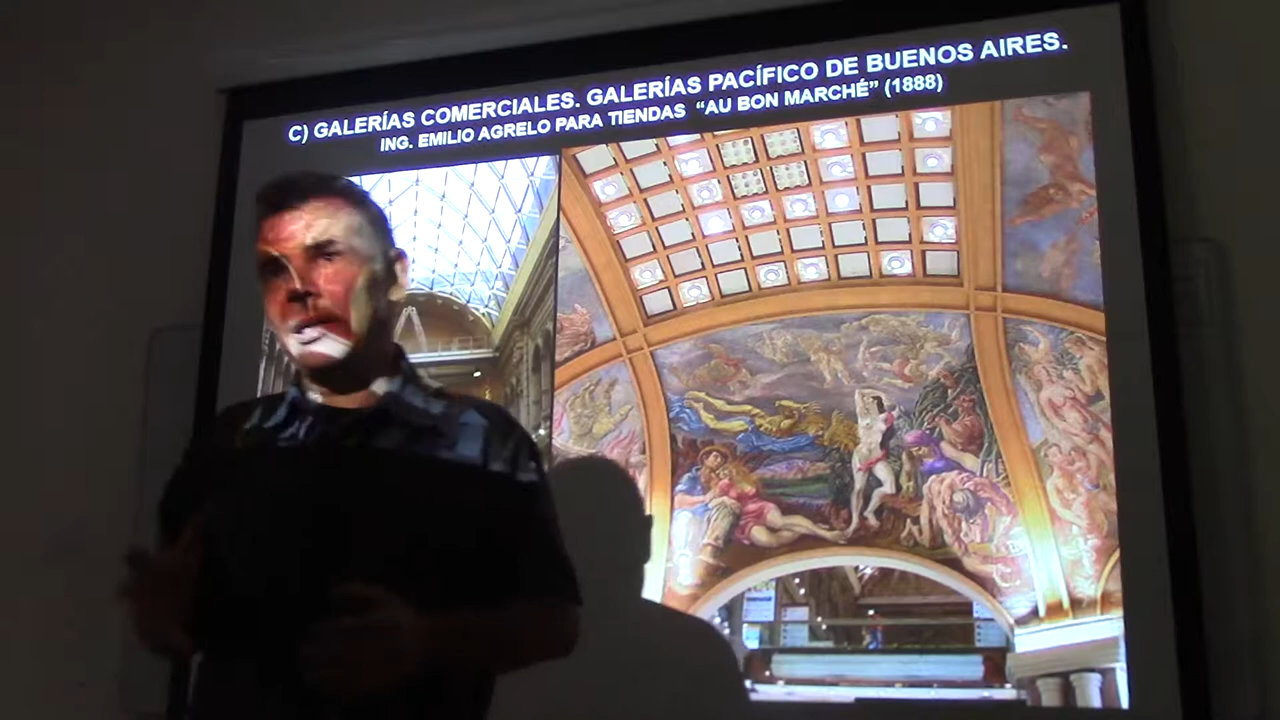 C) GALERÍAS COMERCIALES. GALERÍAS PACÍFICO DE BUENOS AIRES.
ING. EMILIO AGRELO PARA TIENDAS “AU BON MARCHÉ” (1888)